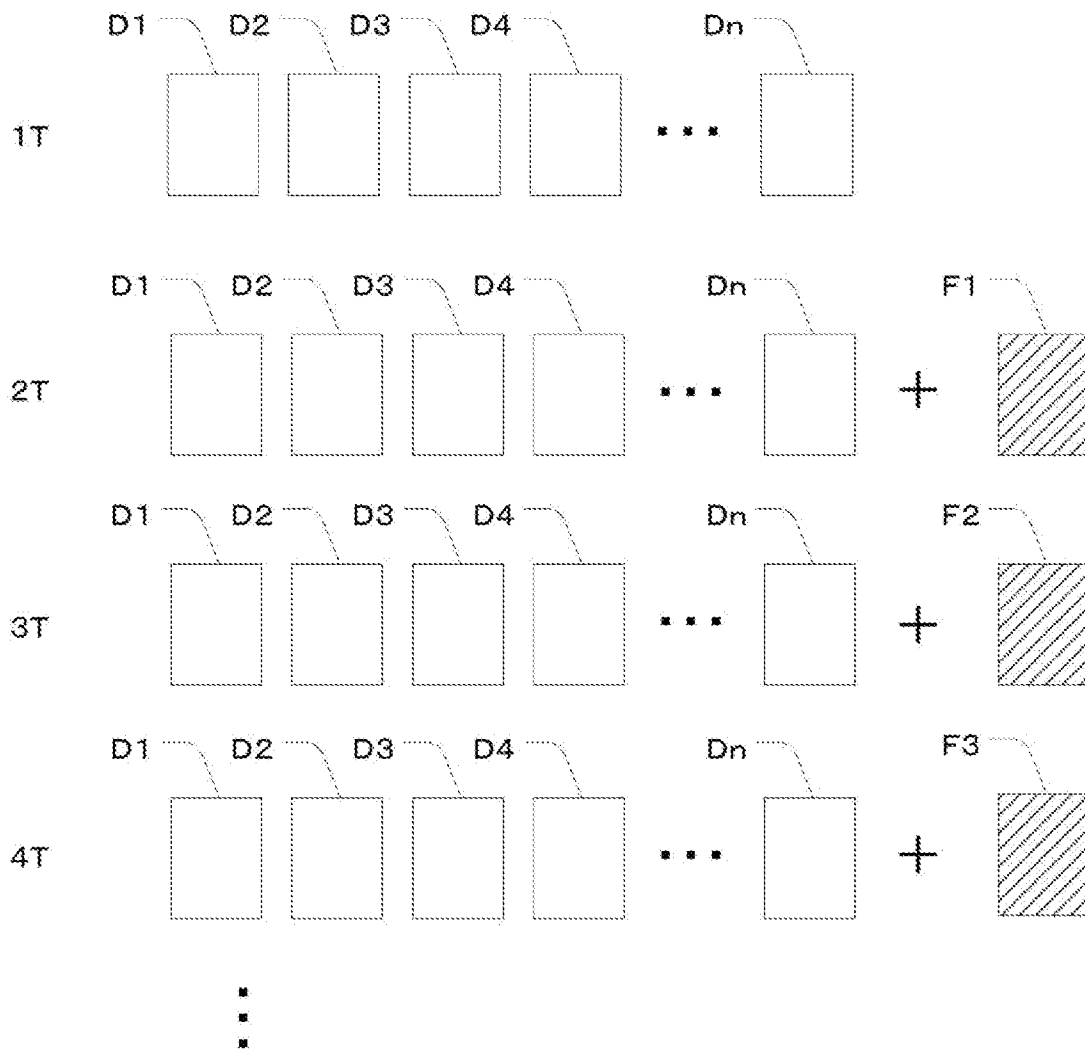 D1 D2 D3 D4 Dn
1T ...
D1 D2 D3 D4 Dn F1
2T ... +
D1 D2 D3 D4 Dn F2
3T ... +
D1 D2 D3 D4 Dn F3
4T ... +